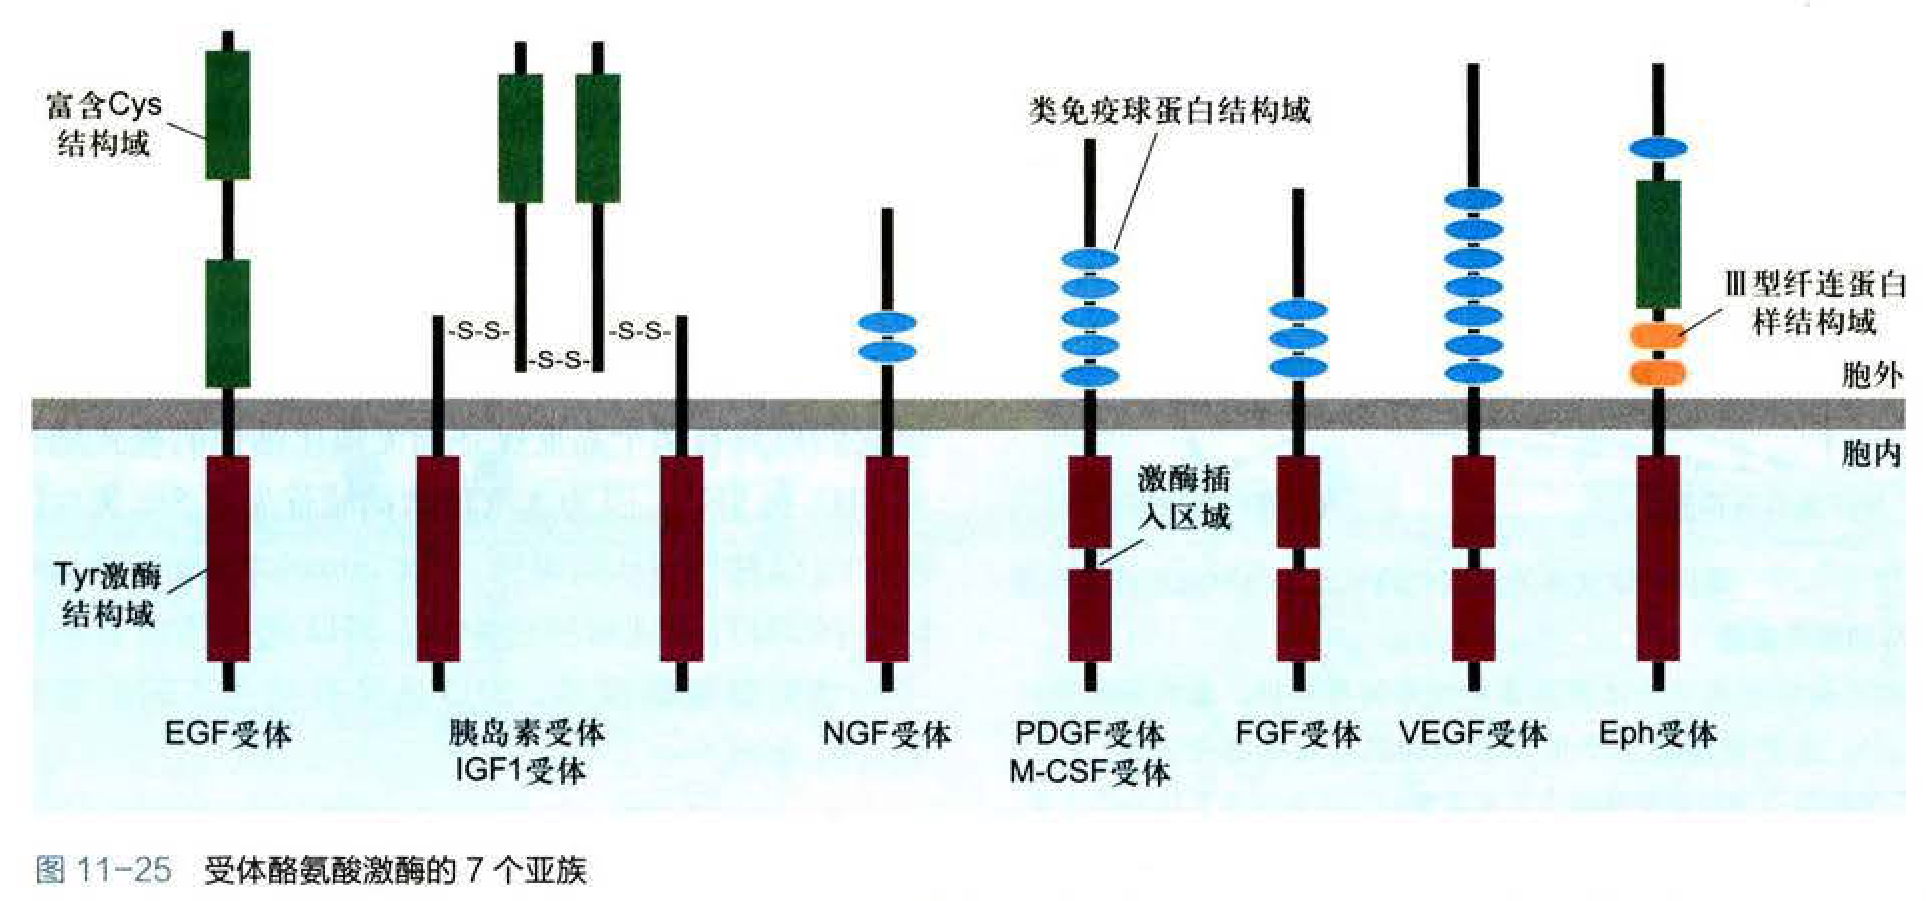 富含Cys
结构域
类免疫球蛋白结构域
Ⅲ型纤连蛋白
样结构域
-S-S-
-S-S-
-S-S-
胞外
胞内
激酶插
入区域
Tyr激酶
结构域
EGF受体
胰岛素受体
IGF1受体
NGF受体
PDGF受体
M-CSF受体
FGF受体
VEGF受体
Eph受体
图 11-25 受体酪氨酸激酶的 7 个亚族